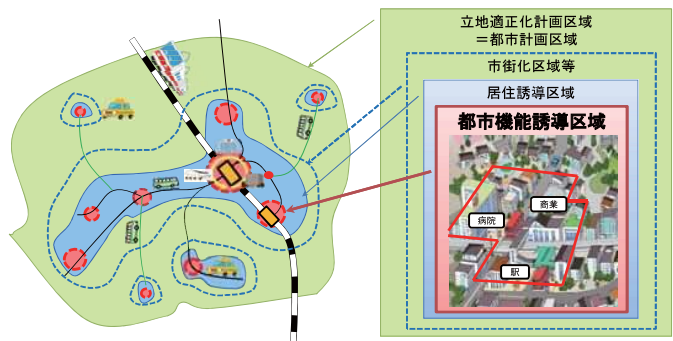 立地適正化計画区域
＝都市計画区域
市街化区域等
居住誘導区域
都市機能誘導区域
商業
病院
駅